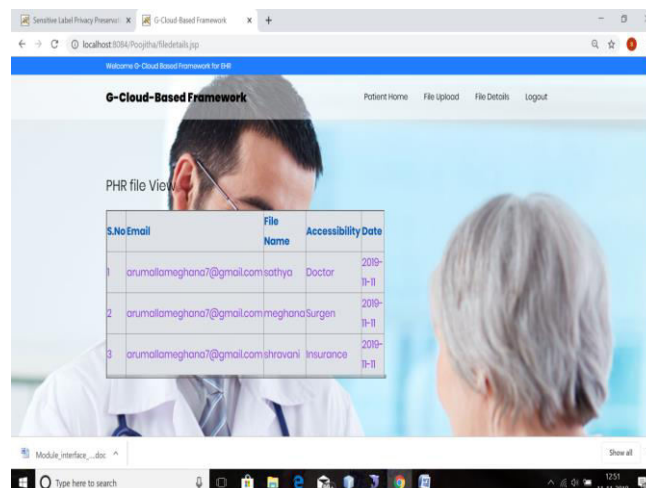 Sensitive Label Privacy Preservati
G-Cloud Based Framework
localhost:8084/Poojitha/filedetails.jsp
Welcome G-Cloud Based Framework for EHR
G-Cloud-Based Framework
Patient Home File Upload File Details Logout
PHR file View
S.No Email File Name Accessibility Date
1 arumallameghana7@gmail.com sathya Doctor 2019-11-11
2 arumallameghana7@gmail.com meghana Surgen 2019-11-11
3 arumallameghana7@gmail.com shravani Insurance 2019-11-11
Module_interface_....doc
Show all
Type here to search
12:51